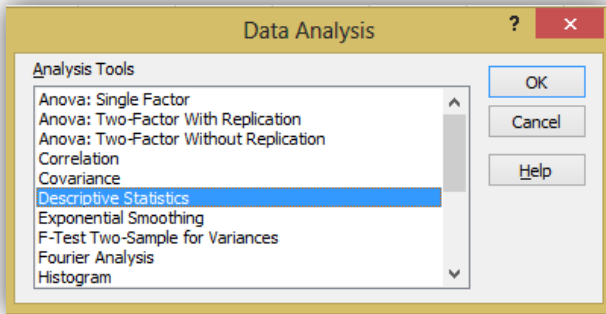 Data Analysis
?
x
Analysis Tools
Anova: Single Factor
Anova: Two-Factor With Replication
Anova: Two-Factor Without Replication
Correlation
Covariance
Descriptive Statistics
Exponential Smoothing
F-Test Two-Sample for Variances
Fourier Analysis
Histogram
OK
Cancel
Help